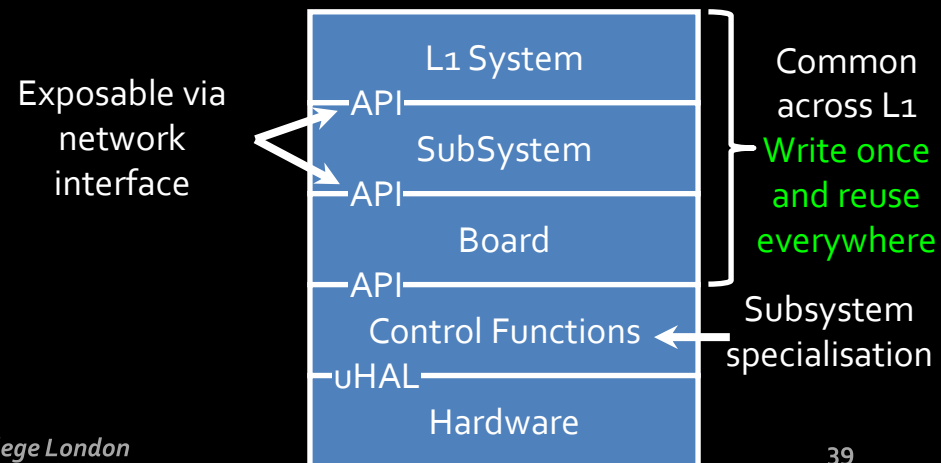 L1 System
API
SubSystem
API
Board
API
Control Functions
uHAL
Hardware
Exposable via
network
interface
Common
across L1
Write once
and reuse
everywhere
Subsystem
specialisation
ege London
39